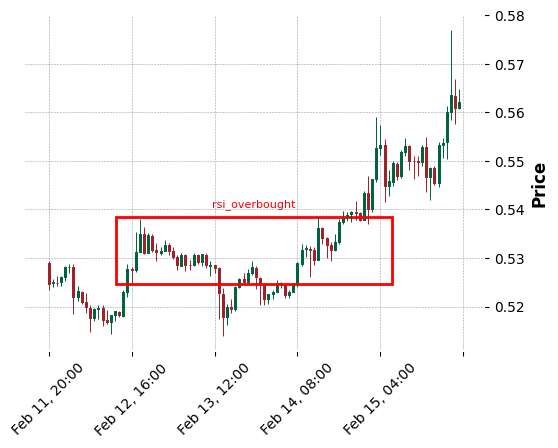 0.58
0.57
0.56
0.55
0.54
0.53
0.52
Price
rsi_overbought
Feb 11, 20:00
Feb 12, 16:00
Feb 13, 12:00
Feb 14, 08:00
Feb 15, 04:00